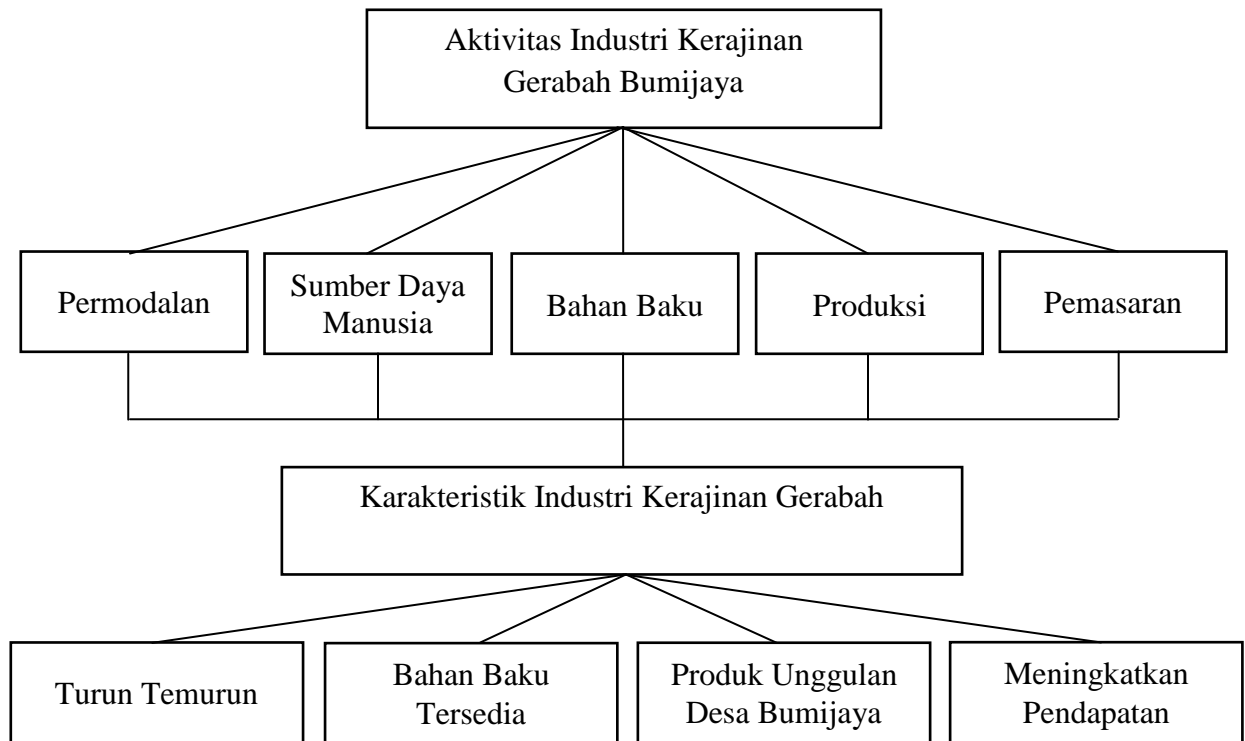 Aktivitas Industri Kerajinan
Gerabah Bumijaya
Permodalan
Sumber Daya
Manusia
Bahan Baku
Produksi
Pemasaran
Karakteristik Industri Kerajinan Gerabah
Turun Temurun
Bahan Baku
Tersedia
Produk Unggulan
Desa Bumijaya
Meningkatkan
Pendapatan